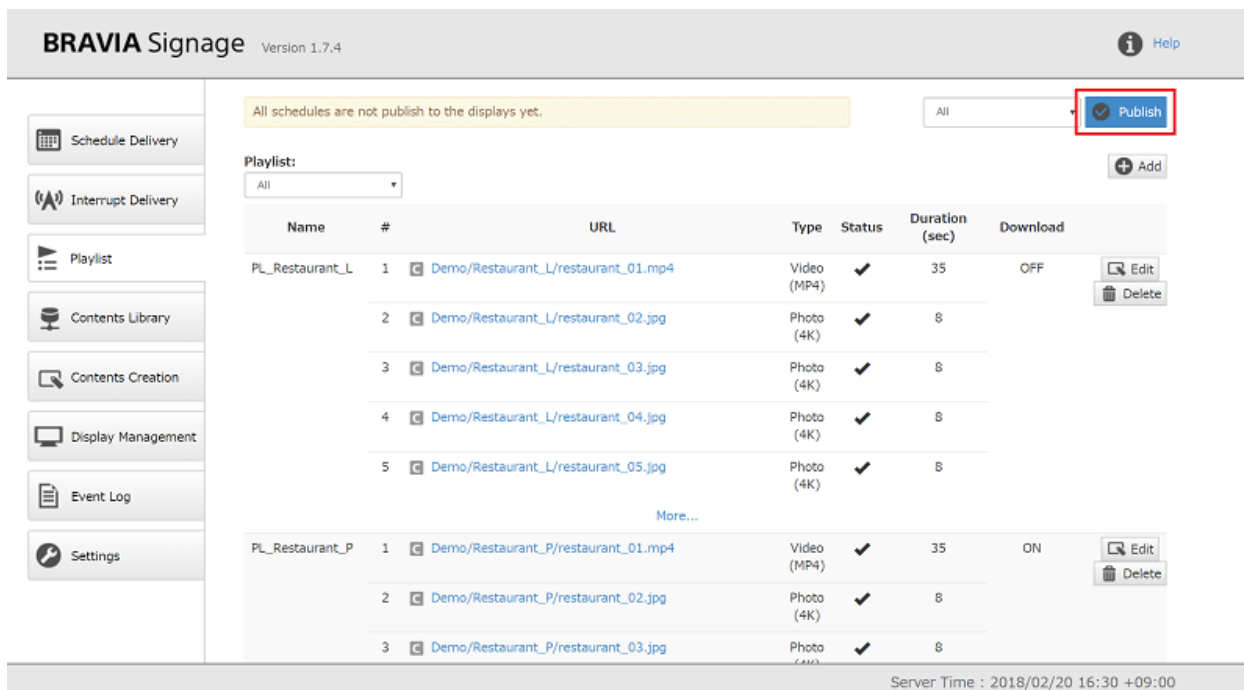 BRAVIA Signage Version 1.7.4
Help
All schedules are not publish to the displays yet.
All
Publish
Schedule Delivery
Interrupt Delivery
Playlist
Contents Library
Contents Creation
Display Management
Event Log
Settings
Playlist:
All
Add
Name # URL Type Status Duration (sec) Download
PL_Restaurant_L 1 C Demo/Restaurant_L/restaurant_01.mp4 Video (MP4) 35 OFF Edit
Delete
2 C Demo/Restaurant_L/restaurant_02.jpg Photo (4K) 8
3 C Demo/Restaurant_L/restaurant_03.jpg Photo (4K) 8
4 C Demo/Restaurant_L/restaurant_04.jpg Photo (4K) 8
5 C Demo/Restaurant_L/restaurant_05.jpg Photo (4K) 8
More...
PL_Restaurant_P 1 C Demo/Restaurant_P/restaurant_01.mp4 Video (MP4) 35 ON Edit
Delete
2 C Demo/Restaurant_P/restaurant_02.jpg Photo (4K) 8
3 C Demo/Restaurant_P/restaurant_03.jpg Photo (4K) 8
Server Time : 2018/02/20 16:30 +09:00